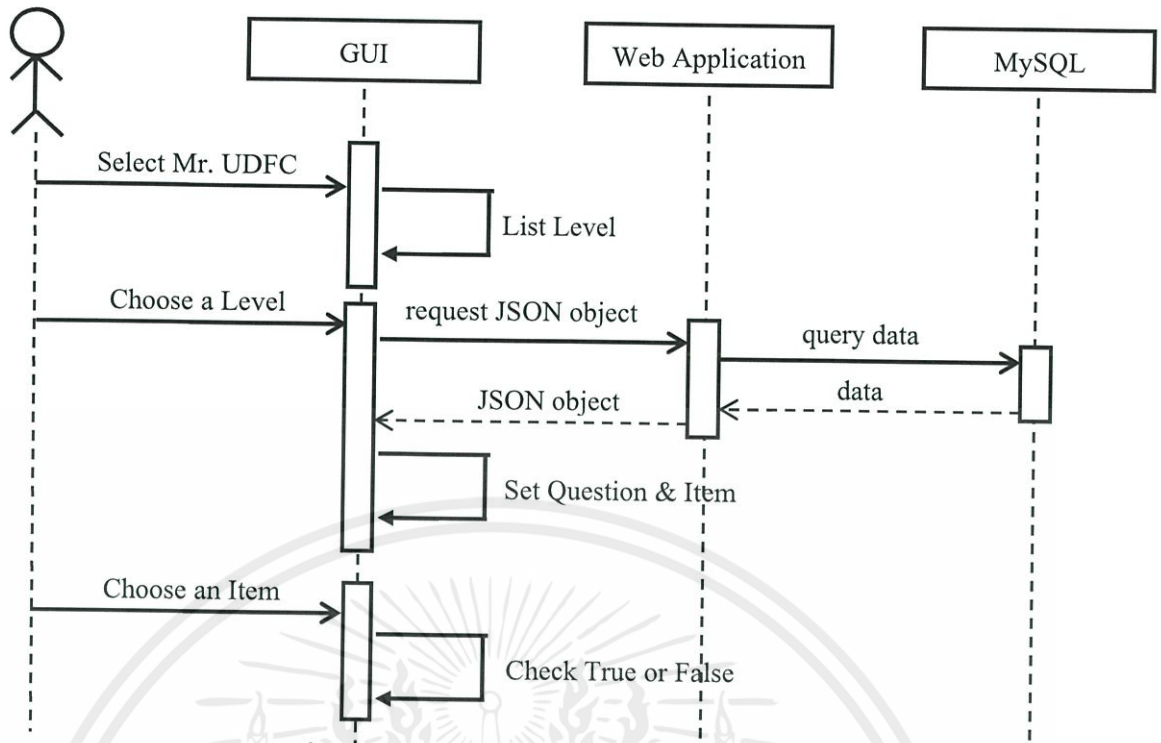 GUI
Web Application
MySQL
Select Mr. UDFC
List Level
Choose a Level
request JSON object
query data
JSON object
data
Set Question & Item
Choose an Item
Check True or False